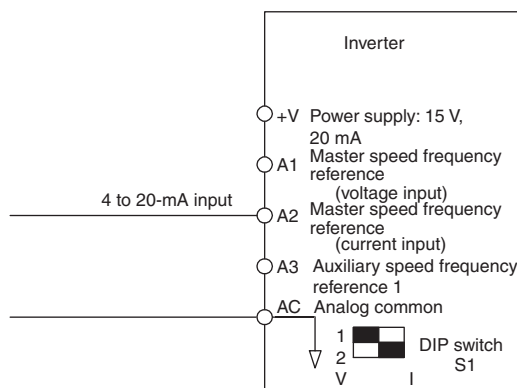 Inverter
+V Power supply: 15 V,
20 mA
A1 Master speed frequency
reference
(voltage input)
4 to 20-mA input
A2 Master speed frequency
reference
(current input)
A3 Auxiliary speed frequency
reference 1
AC Analog common
1
2
DIP switch
S1
V I